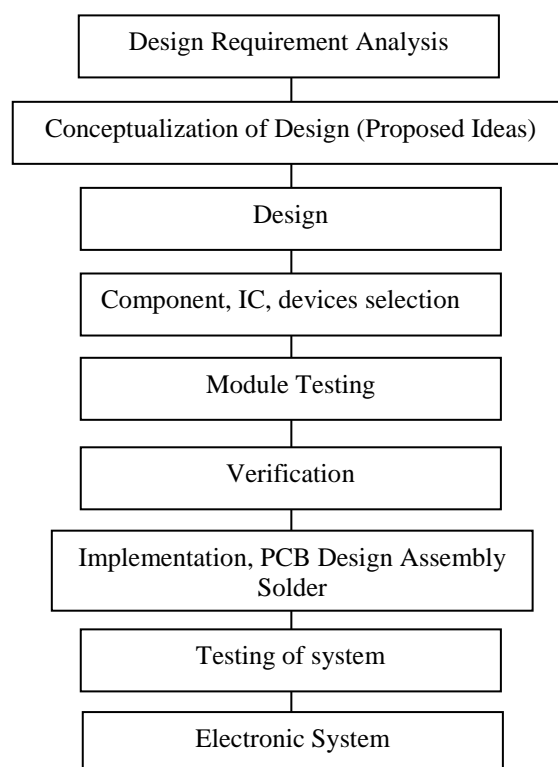 Design Requirement Analysis
Conceptualization of Design (Proposed Ideas)
Design
Component, IC, devices selection
Module Testing
Verification
Implementation, PCB Design Assembly
Solder
Testing of system
Electronic System